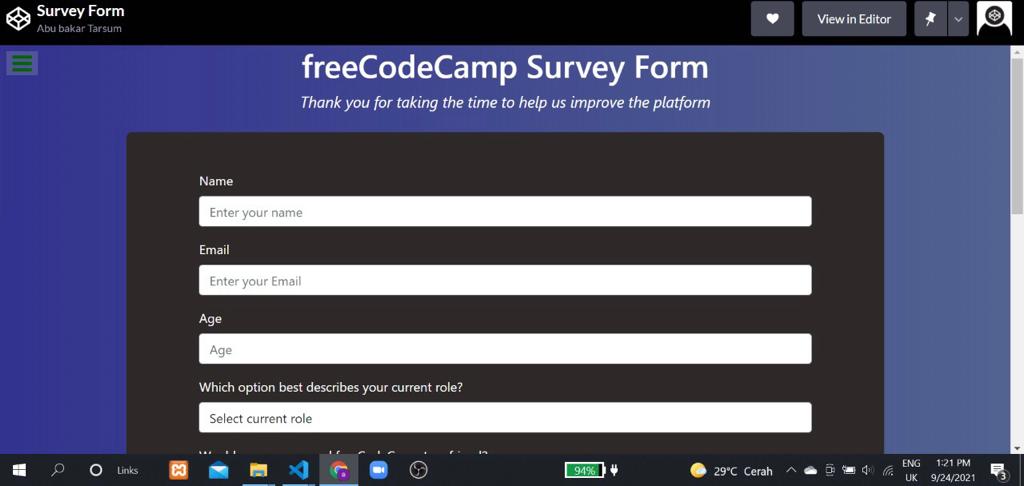 Survey Form
Abu bakar Tarsum
View in Editor
freeCodeCamp Survey Form
Thank you for taking the time to help us improve the platform
Name
Enter your name
Email
Enter your Email
Age
Age
Which option best describes your current role?
Select current role
Links
94%
29°C Cerah
ENG
UK
1:21 PM
9/24/2021
3